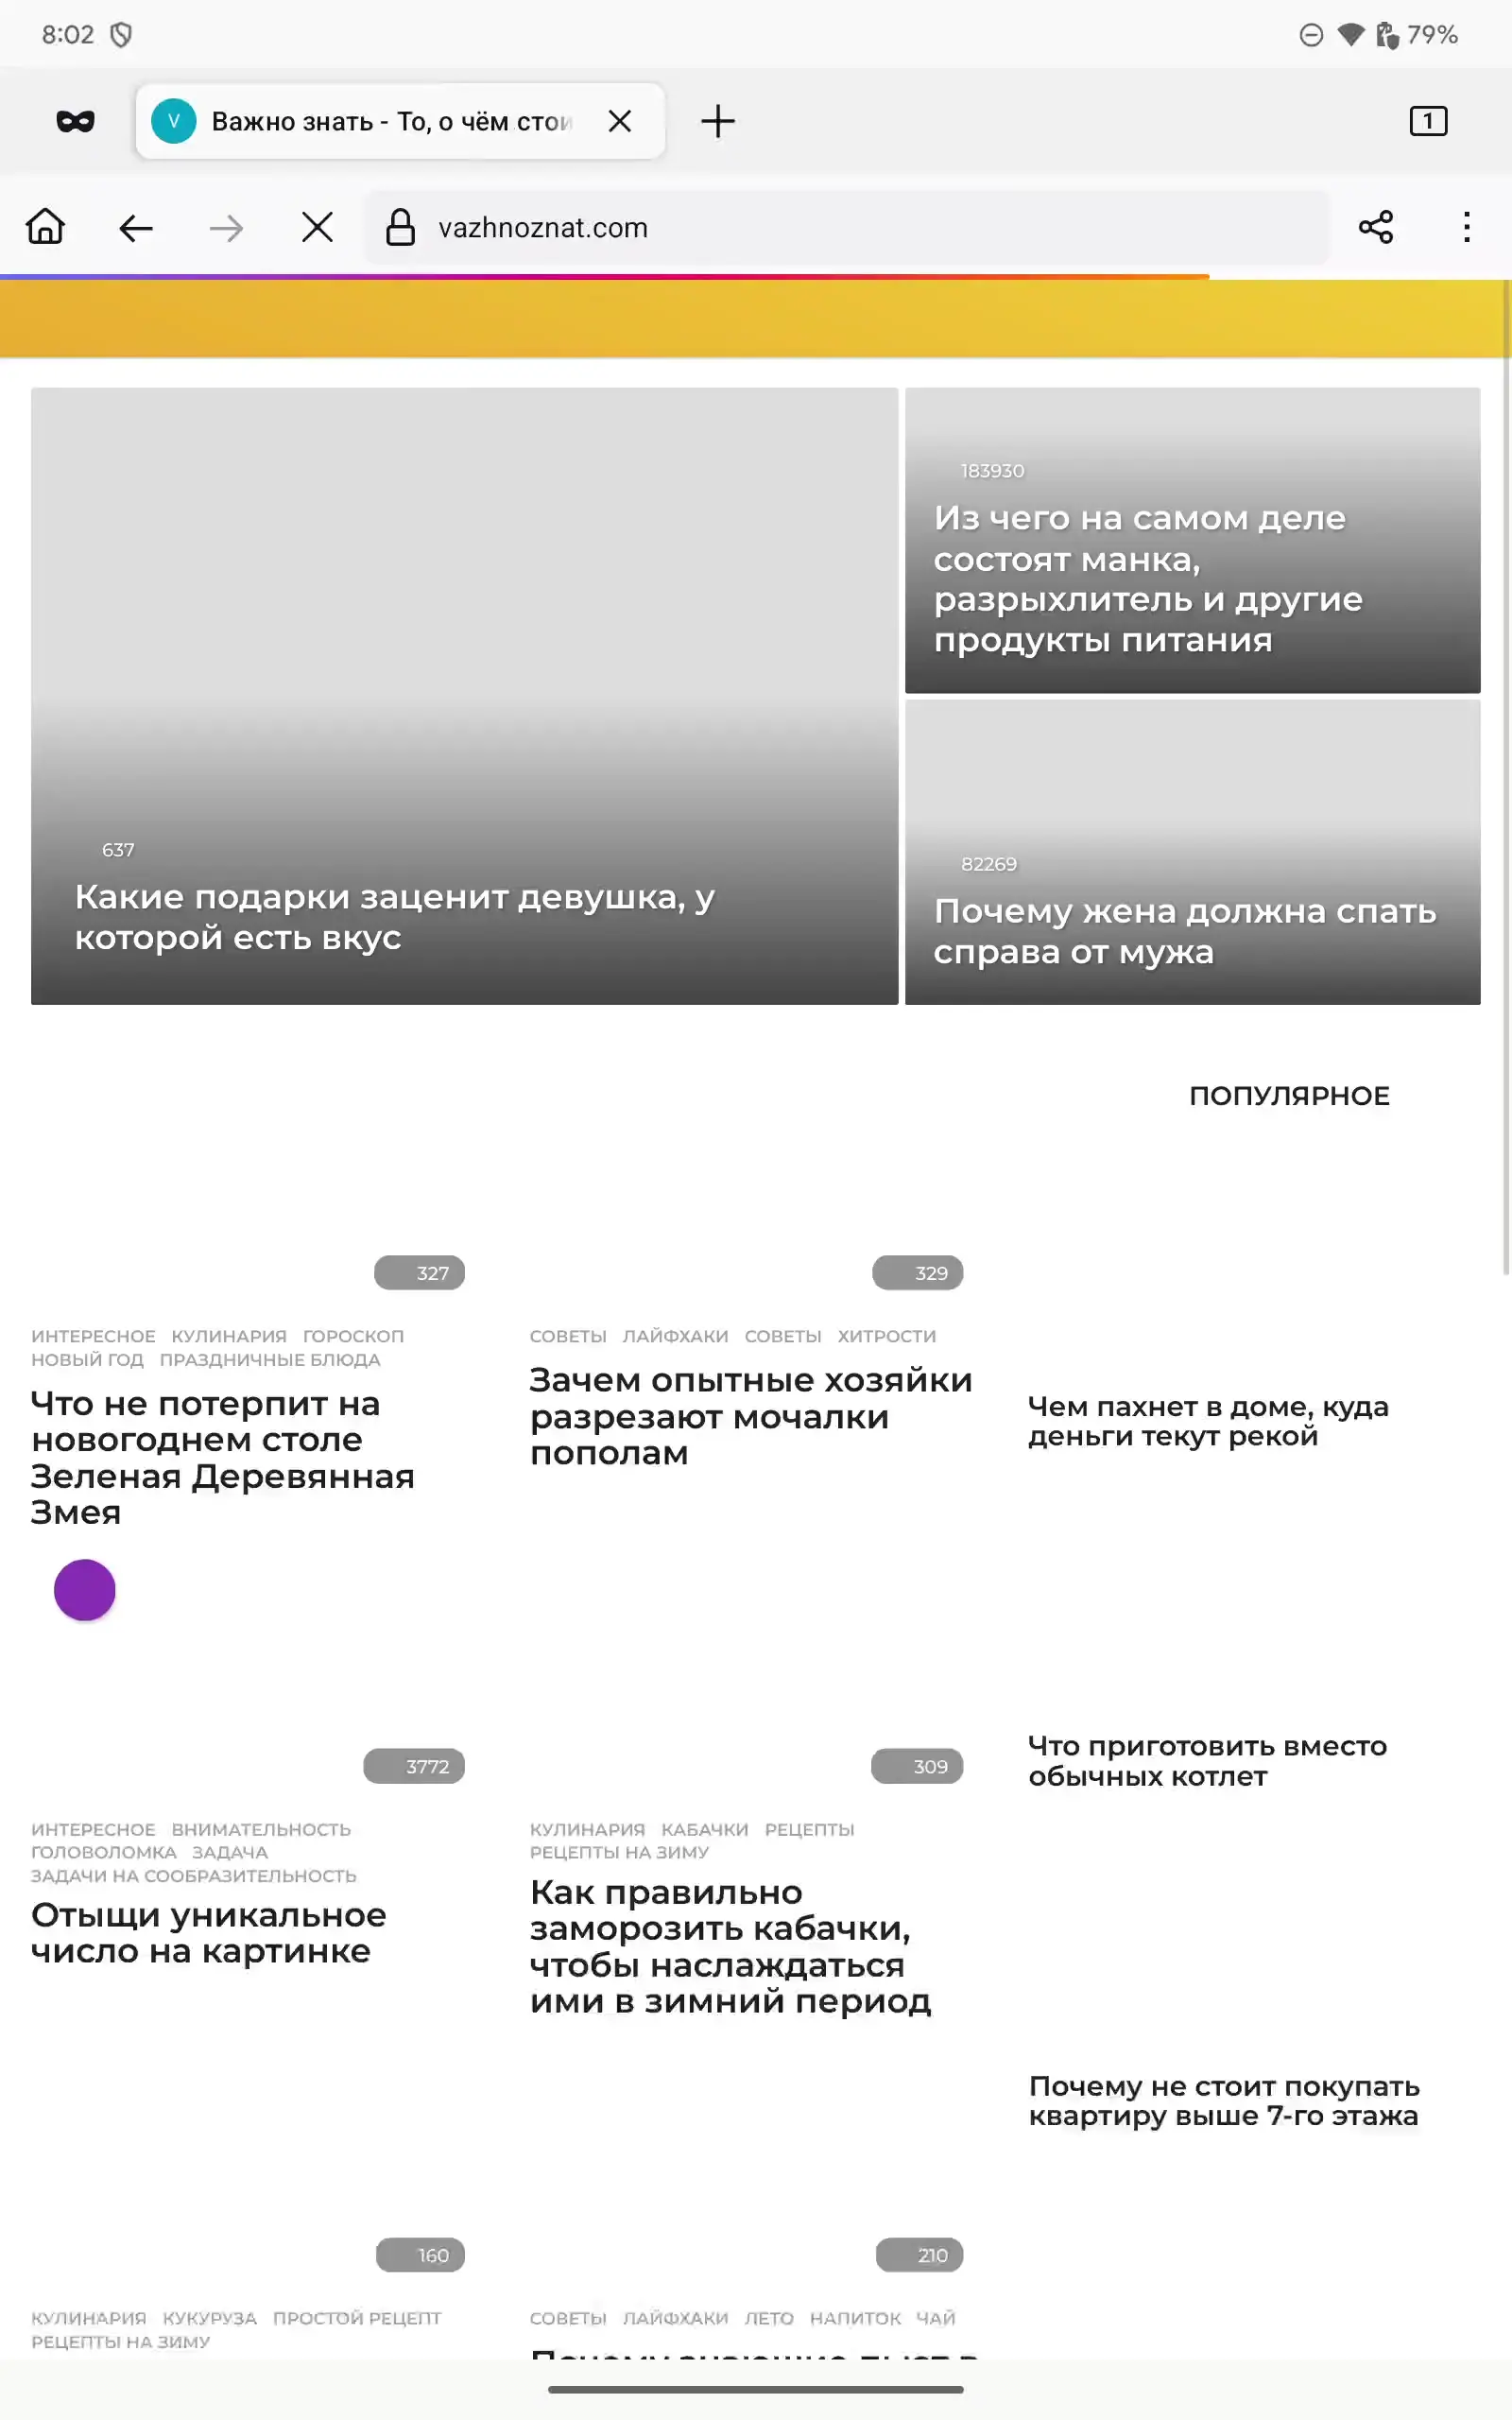 8:02
79%
V
Важно знать - То, о чём стои
1
vazhnoznat.com
183930
Из чего на самом деле
состоят манка,
разрыхлитель и другие
продукты питания
637
Какие подарки заценит девушка, у
которой есть вкус
82269
Почему жена должна спать
справа от мужа
ПОПУЛЯРНОЕ
327
ИНТЕРЕСНОЕ КУЛИНАРИЯ ГОРОСКОП
НОВЫЙ ГОД ПРАЗДНИЧНЫЕ БЛЮДА
Что не потерпит на
новогоднем столе
Зеленая Деревянная
Змея
329
СОВЕТЫ ЛАЙФХАКИ СОВЕТЫ ХИТРОСТИ
Зачем опытные хозяйки
разрезают мочалки
пополам
Чем пахнет в доме, куда
деньги текут рекой
3772
ИНТЕРЕСНОЕ ВНИМАТЕЛЬНОСТЬ
ГОЛОВОЛОМКА ЗАДАЧА
ЗАДАЧИ НА СООБРАЗИТЕЛЬНОСТЬ
Отыщи уникальное
число на картинке
309
КУЛИНАРИЯ КАБАЧКИ РЕЦЕПТЫ
РЕЦЕПТЫ НА ЗИМУ
Как правильно
заморозить кабачки,
чтобы наслаждаться
ими в зимний период
Что приготовить вместо
обычных котлет
Почему не стоит покупать
квартиру выше 7-го этажа
160
КУЛИНАРИЯ КУКУРУЗА ПРОСТОЙ РЕЦЕПТ
РЕЦЕПТЫ НА ЗИМУ
210
СОВЕТЫ ЛАЙФХАКИ ЛЕТО НАПИТОК ЧАЙ